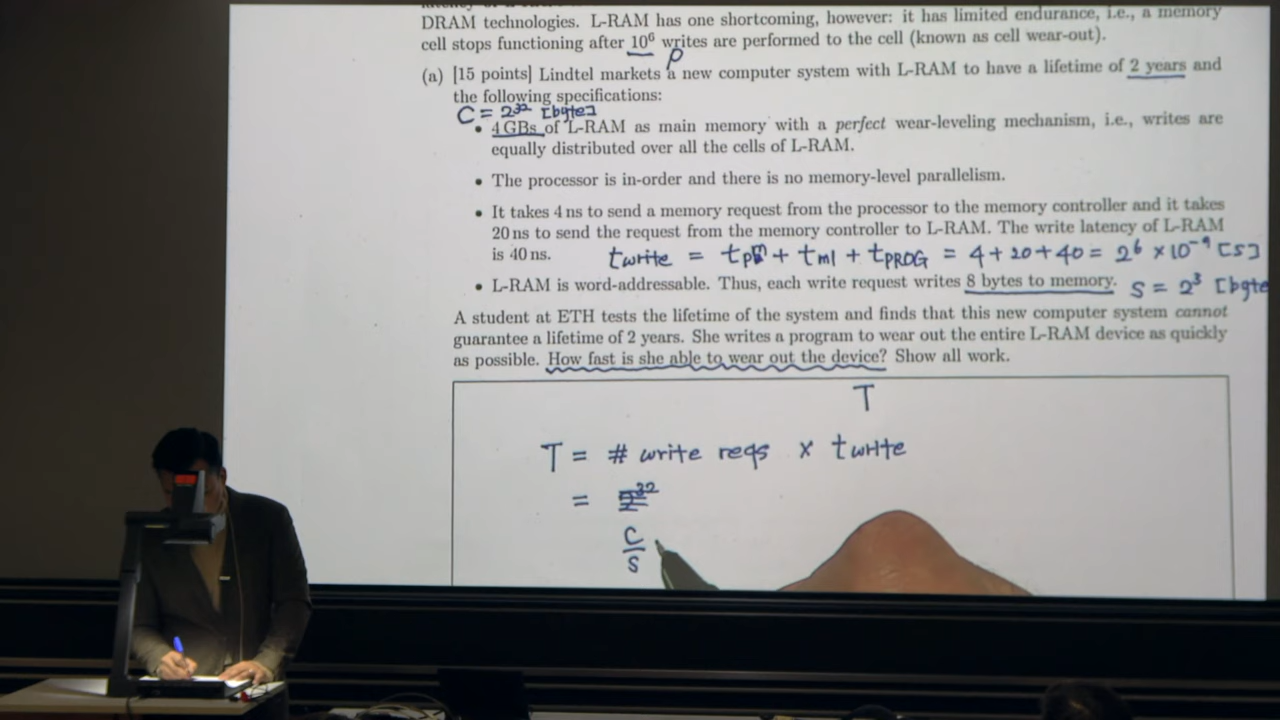 DRAM technologies. L-RAM has one shortcoming, however: it has limited endurance, i.e., a memory
cell stops functioning after 10⁶ writes are performed to the cell (known as cell wear-out).
P
(a) [15 points] Lindtel markets a new computer system with L-RAM to have a lifetime of 2 years and
the following specifications:
C = 2³² [byte]
• 4 GBs of L-RAM as main memory with a perfect wear-leveling mechanism, i.e., writes are
equally distributed over all the cells of L-RAM.
• The processor is in-order and there is no memory-level parallelism.
• It takes 4 ns to send a memory request from the processor to the memory controller and it takes
20 ns to send the request from the memory controller to L-RAM. The write latency of L-RAM
is 40 ns.
twrite = tpm + tml + tPROG = 4 + 20 + 40 = 2⁶ × 10⁻⁹ [s]
• L-RAM is word-addressable. Thus, each write request writes 8 bytes to memory.
S = 2³ [byte
A student at ETH tests the lifetime of the system and finds that this new computer system cannot
guarantee a lifetime of 2 years. She writes a program to wear out the entire L-RAM device as quickly
as possible. How fast is she able to wear out the device? Show all work.
T
T = # write reqs × twrite
= 2³²
C
S